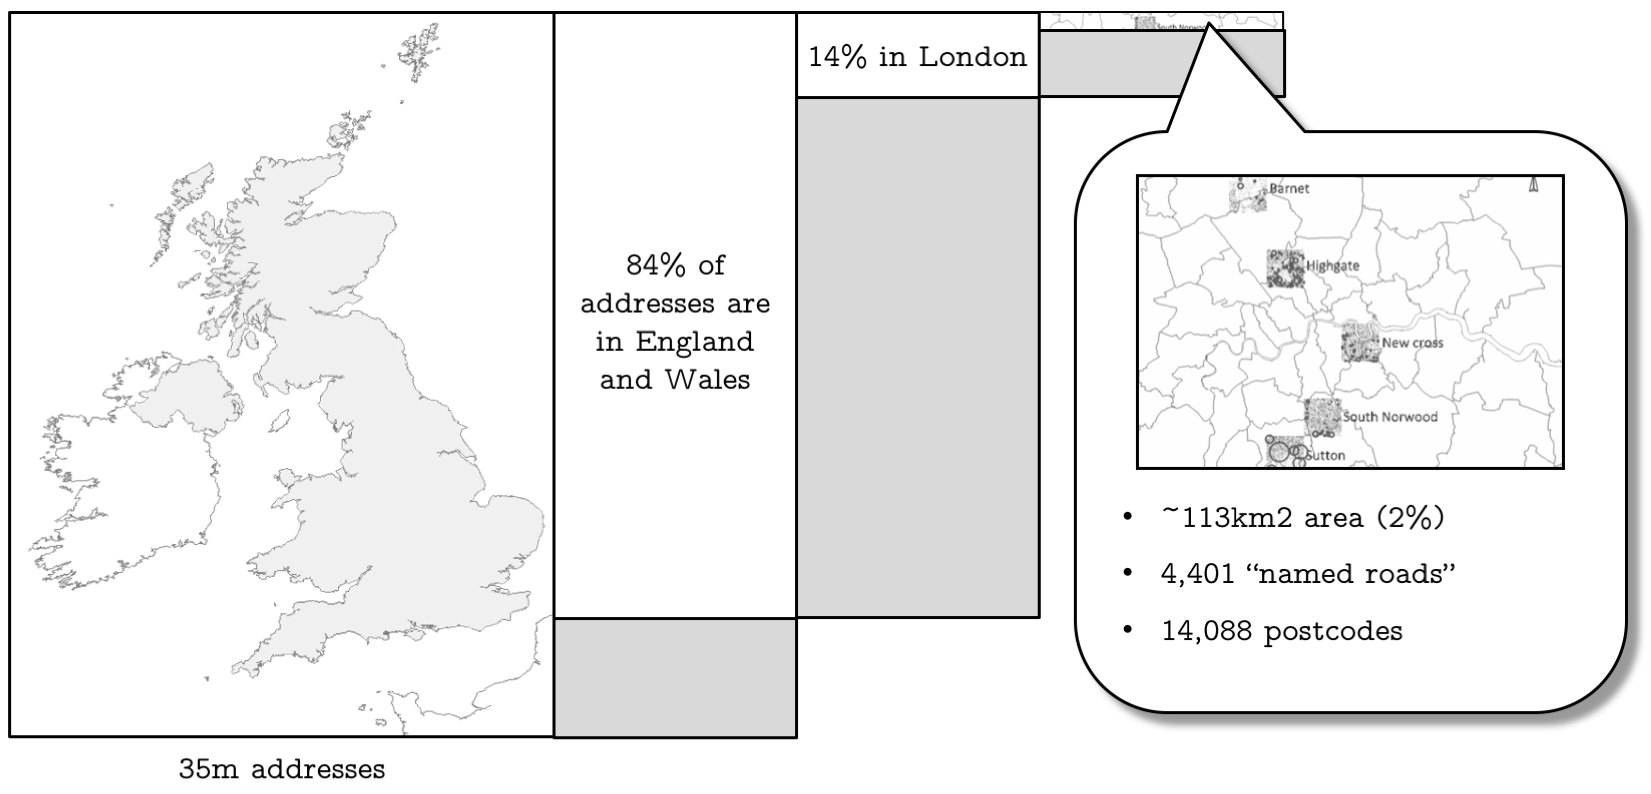 14% in London
South Norwood
84% of
addresses are
in England
and Wales
35m addresses
Barnet
Highgate
New cross
South Norwood
Sutton
• ~113km2 area (2%)
• 4,401 “named roads”
• 14,088 postcodes